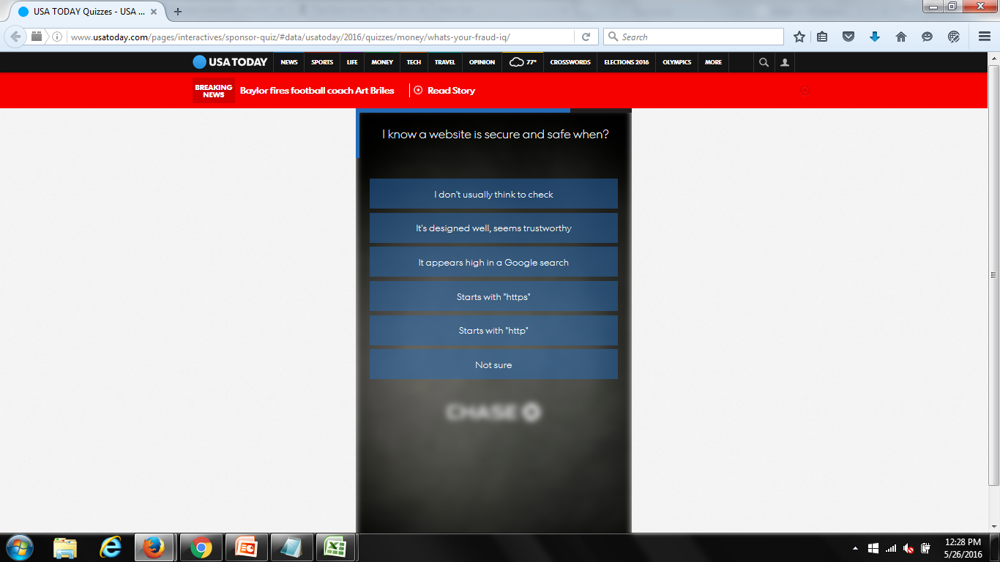 USA TODAY Quizzes - USA ...
www.usatoday.com/pages/interactives/sponsor-quiz/#data/usatoday/2016/quizzes/money/whats-your-fraud-iq/
Search
USA TODAY NEWS SPORTS LIFE MONEY TECH TRAVEL OPINION 77° CROSSWORDS ELECTIONS 2016 OLYMPICS MORE
BREAKING
NEWS
Baylor fires football coach Art Briles
Read Story
I know a website is secure and safe when?
I don't usually think to check
It's designed well, seems trustworthy
It appears high in a Google search
Starts with "https"
Starts with "http"
Not sure
CHASE
12:28 PM
5/26/2016